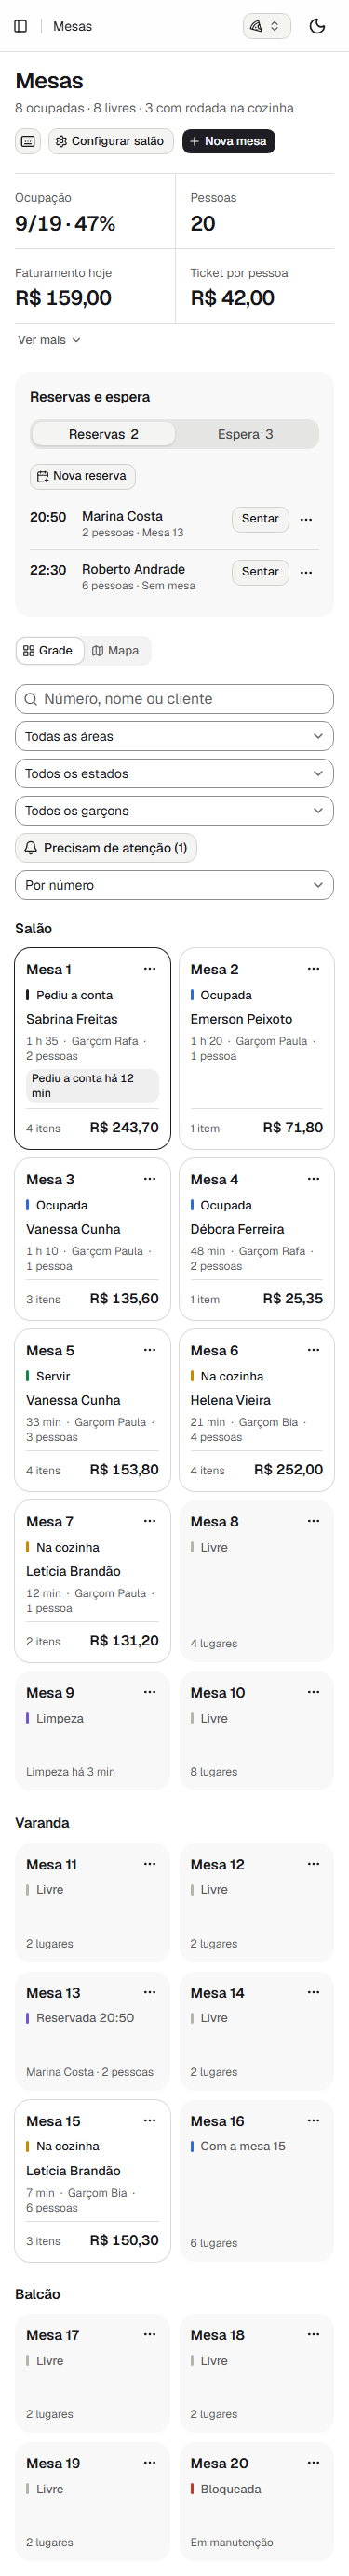 Mesas
Mesas
8 ocupadas · 8 livres · 3 com rodada na cozinha
Configurar salão
Nova mesa
Ocupação
9/19 · 47%
Pessoas
20
Faturamento hoje
R$ 159,00
Ticket por pessoa
R$ 42,00
Ver mais
Reservas e espera
Reservas 2
Espera 3
Nova reserva
20:50
Marina Costa
2 pessoas · Mesa 13
Sentar
22:30
Roberto Andrade
6 pessoas · Sem mesa
Sentar
Grade
Mapa
Número, nome ou cliente
Todas as áreas
Todos os estados
Todos os garçons
Precisam de atenção (1)
Por número
Salão
Mesa 1
Pediu a conta
Sabrina Freitas
1 h 35 · Garçom Rafa ·
2 pessoas
Pediu a conta há 12
min
4 itens
R$ 243,70
Mesa 2
Ocupada
Emerson Peixoto
1 h 20 · Garçom Paula ·
1 pessoa
1 item
R$ 71,80
Mesa 3
Ocupada
Vanessa Cunha
1 h 10 · Garçom Paula ·
1 pessoa
3 itens
R$ 135,60
Mesa 4
Ocupada
Débora Ferreira
48 min · Garçom Rafa ·
2 pessoas
1 item
R$ 25,35
Mesa 5
Servir
Vanessa Cunha
33 min · Garçom Paula ·
3 pessoas
4 itens
R$ 153,80
Mesa 6
Na cozinha
Helena Vieira
21 min · Garçom Bia ·
4 pessoas
4 itens
R$ 252,00
Mesa 7
Na cozinha
Letícia Brandão
12 min · Garçom Paula ·
1 pessoa
2 itens
R$ 131,20
Mesa 8
Livre
4 lugares
Mesa 9
Limpeza
Limpeza há 3 min
Mesa 10
Livre
8 lugares
Varanda
Mesa 11
Livre
2 lugares
Mesa 12
Livre
2 lugares
Mesa 13
Reservada 20:50
Marina Costa · 2 pessoas
Mesa 14
Livre
2 lugares
Mesa 15
Na cozinha
Letícia Brandão
7 min · Garçom Bia ·
6 pessoas
3 itens
R$ 150,30
Mesa 16
Com a mesa 15
6 lugares
Balcão
Mesa 17
Livre
2 lugares
Mesa 18
Livre
2 lugares
Mesa 19
Livre
2 lugares
Mesa 20
Bloqueada
Em manutenção